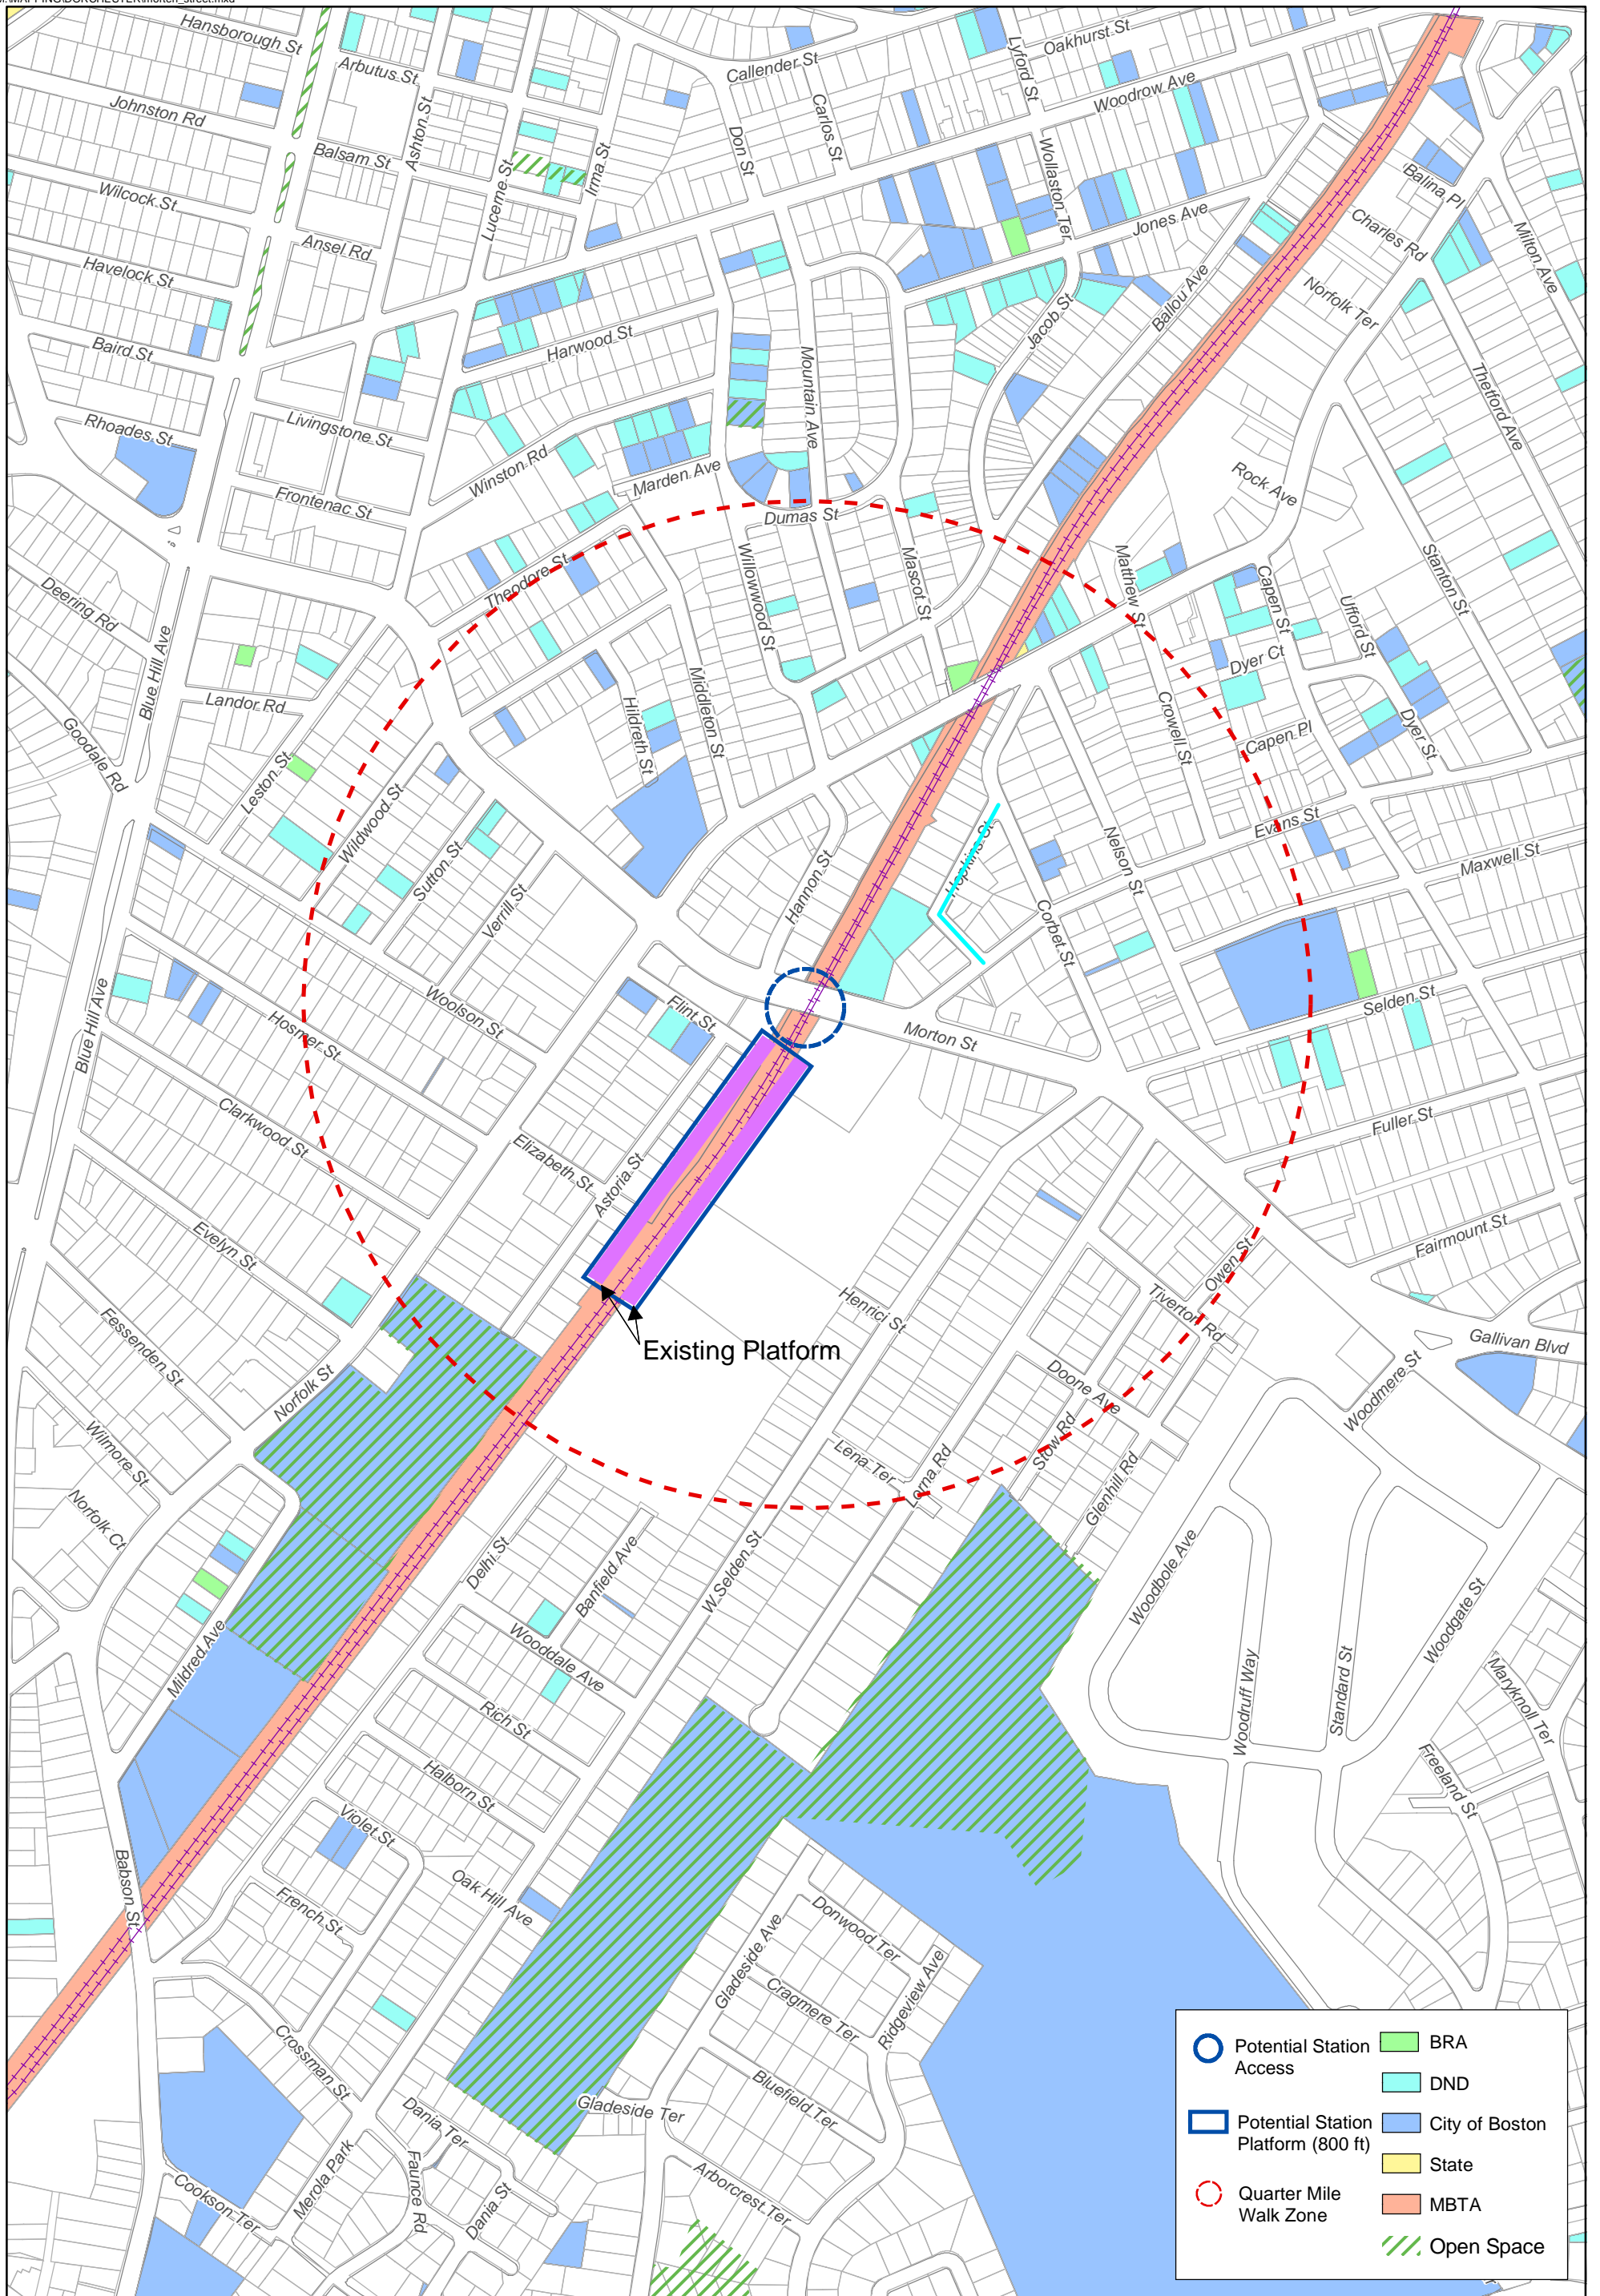 Hansborough St
Arbutus St
Callender St
Oakhurst St
Lyford St
Johnston Rd
Ashton St
Woodrow Ave
Carlos St
Don St
Balsam St
Irma St
Wollaston Ter
Wilcock St
Lucerne St
Balina Pl
Charles Rd
Jones Ave
Ansel Rd
Milton Ave
Havelock St
Ballou Ave
Norfolk Ter
Jacob St
Harwood St
Baird St
Mountain Ave
Thetford Ave
Rhoades St
Livingstone St
Winston Rd
Marden Ave
Rock Ave
Frontenac St
Dumas St
Theodore St
Willowwood St
Mascot St
Matthew St
Capen St
Stanton St
Deering Rd
Ufford St
Blue Hill Ave
Dyer Ct
Landor Rd
Middleton St
Hildreth St
Crowell St
Capen Pl
Dyer St
Goodale Rd
Leston St
Wildwood St
Evans St
Sutton St
Hopkins St
Nelson St
Maxwell St
Verrill St
Hannon St
Corbet St
Woolson St
Flint St
Selden St
Blue Hill Ave
Hosmer St
Morton St
Clarkwood St
Fuller St
Elizabeth St
Astoria St
Evelyn St
Fairmount St
Owen St
Henrici St
Tiverton Rd
Fessenden St
Existing Platform
Gallivan Blvd
Norfolk St
Doone Ave
Woodmere St
Wilmore St
Lena Ter
Lorna Rd
Stow Rd
Glenhill Rd
Norfolk Ct
Delhi St
Banfield Ave
W Selden St
Woodbole Ave
Woodgate St
Wooddale Ave
Mildred Ave
Woodruff Way
Standard St
Maryknoll Ter
Rich St
Halborn St
Freeland St
Violet St
Babson St
Oak Hill Ave
French St
Donwood Ter
Gladeside Ave
Ridgeview Ave
Cragmere Ter
Crossman St
Bluefield Ter
Gladeside Ter
Dania Ter
Merola Park
Faunce Rd
Dania St
Arborcrest Ter
Cookson Ter
Potential Station
Access
Potential Station
Platform (800 ft)
Quarter Mile
Walk Zone
BRA
DND
City of Boston
State
MBTA
Open Space